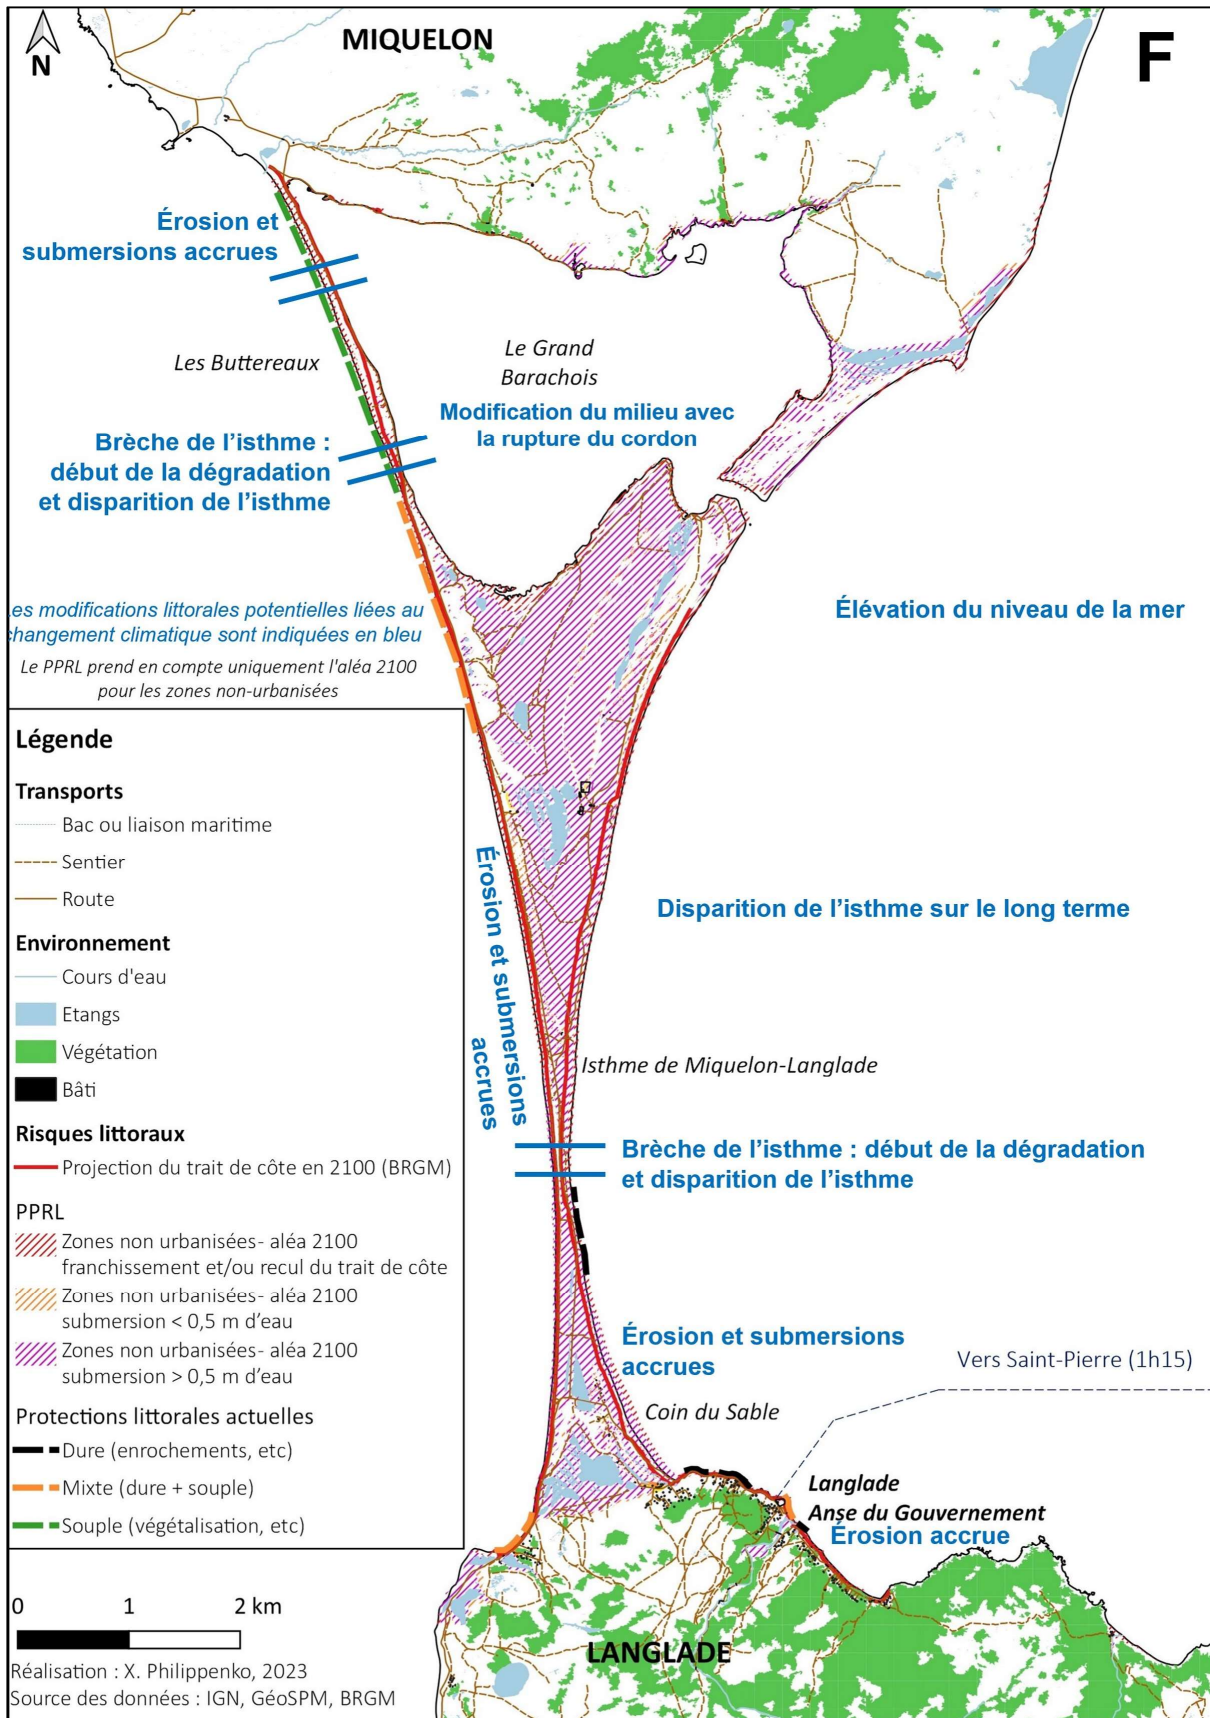 MIQUELON
F
N
Érosion et
submersions accrues
Les Buttereaux
Le Grand
Barachois
Modification du milieu avec
la rupture du cordon
Brèche de l’isthme :
début de la dégradation
et disparition de l’isthme
Les modifications littorales potentielles liées au
changement climatique sont indiquées en bleu
Le PPRL prend en compte uniquement l'aléa 2100
pour les zones non-urbanisées
Élévation du niveau de la mer
Disparition de l’isthme sur le long terme
Érosion et submersions
accrues
Isthme de Miquelon-Langlade
Brèche de l’isthme : début de la dégradation
et disparition de l’isthme
Érosion et submersions
accrues
Vers Saint-Pierre (1h15)
Coin du Sable
Langlade
Anse du Gouvernement
Érosion accrue
LANGLADE
Légende
Transports
Bac ou liaison maritime
Sentier
Route
Environnement
Cours d'eau
Etangs
Végétation
Bâti
Risques littoraux
Projection du trait de côte en 2100 (BRGM)
PPRL
Zones non urbanisées- aléa 2100
franchissement et/ou recul du trait de côte
Zones non urbanisées- aléa 2100
submersion < 0,5 m d’eau
Zones non urbanisées- aléa 2100
submersion > 0,5 m d’eau
Protections littorales actuelles
Dure (enrochements, etc)
Mixte (dure + souple)
Souple (végétalisation, etc)
0 1 2 km
Réalisation : X. Philippenko, 2023
Source des données : IGN, GéoSPM, BRGM